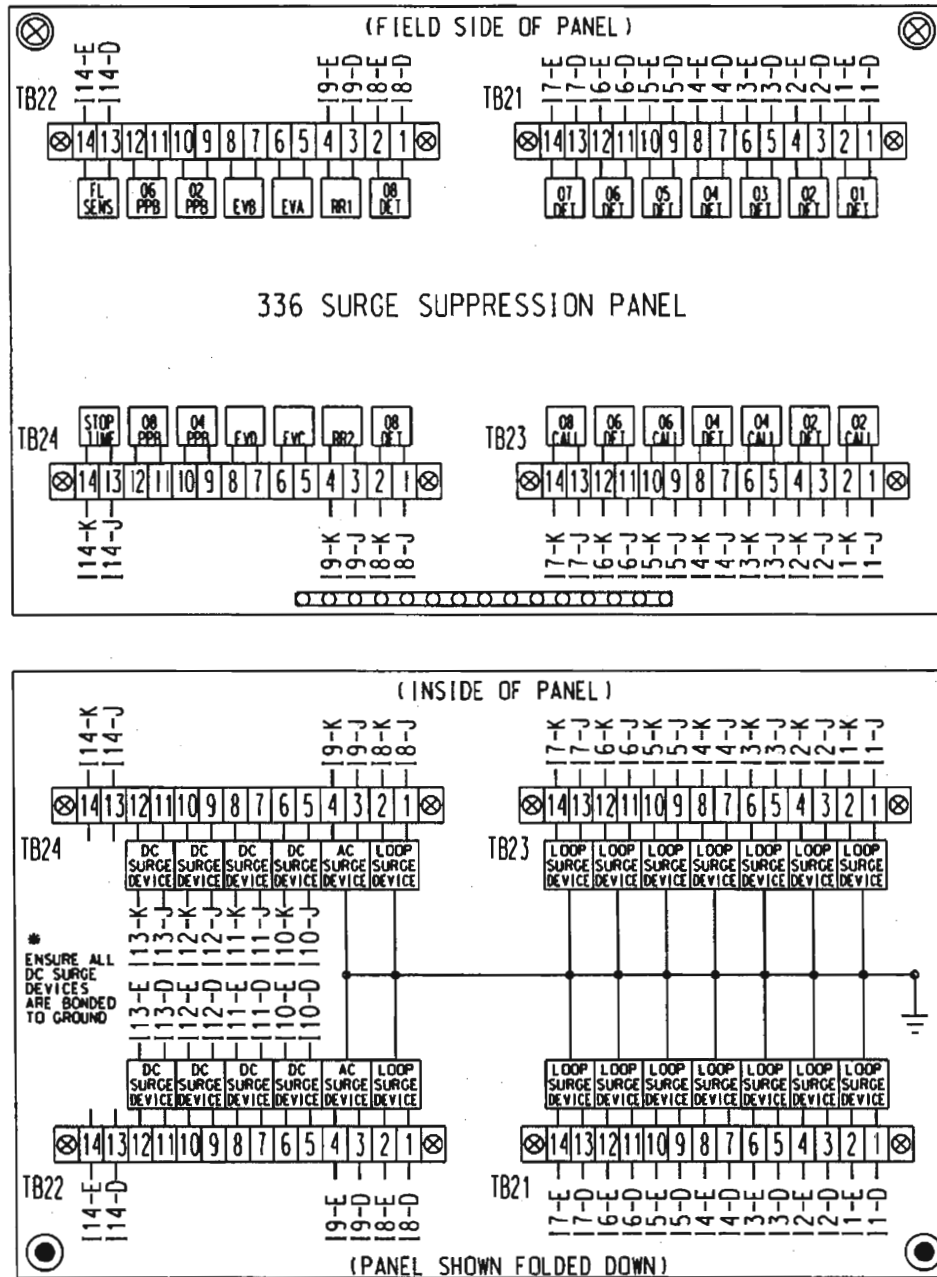 (FIELD SIDE OF PANEL)
TB22
I14-E I14-D I9-E I9-D I8-E I8-D
14 13 12 11 10 9 8 7 6 5 4 3 2 1
FL SENS
06 PPB
02 PPB
EVB
EVA
RR1
08 DET
TB21
I7-E I7-D I6-E I6-D I5-E I5-D I4-E I4-D I3-E I3-D I2-E I2-D I1-E I1-D
14 13 12 11 10 9 8 7 6 5 4 3 2 1
07 DET
06 DET
05 DET
04 DET
03 DET
02 DET
01 DET
336 SURGE SUPPRESSION PANEL
TB24
STOP TIME
08 PPB
04 PPB
EVD
EVC
RR2
08 DET
14 13 12 11 10 9 8 7 6 5 4 3 2 1
I14-K I14-J I9-K I9-J I8-K I8-J
TB23
08 CALL
06 DET
06 CALL
04 DET
04 CALL
02 DET
02 CALL
14 13 12 11 10 9 8 7 6 5 4 3 2 1
I7-K I7-J I6-K I6-J I5-K I5-J I4-K I4-J I3-K I3-J I2-K I2-J I1-K I1-J
(INSIDE OF PANEL)
I14-K I14-J I9-K I9-J I8-K I8-J
14 13 12 11 10 9 8 7 6 5 4 3 2 1
TB24
DC SURGE DEVICE
DC SURGE DEVICE
DC SURGE DEVICE
DC SURGE DEVICE
AC SURGE DEVICE
LOOP SURGE DEVICE
I13-K I13-J I12-K I12-J I11-K I11-J I10-K I10-J
I7-K I7-J I6-K I6-J I5-K I5-J I4-K I4-J I3-K I3-J I2-K I2-J I1-K I1-J
14 13 12 11 10 9 8 7 6 5 4 3 2 1
TB23
LOOP SURGE DEVICE
LOOP SURGE DEVICE
LOOP SURGE DEVICE
LOOP SURGE DEVICE
LOOP SURGE DEVICE
LOOP SURGE DEVICE
LOOP SURGE DEVICE
*
ENSURE ALL
DC SURGE
DEVICES
ARE BONDED
TO GROUND
I13-E I13-D I12-E I12-D I11-E I11-D I10-E I10-D
DC SURGE DEVICE
DC SURGE DEVICE
DC SURGE DEVICE
DC SURGE DEVICE
AC SURGE DEVICE
LOOP SURGE DEVICE
14 13 12 11 10 9 8 7 6 5 4 3 2 1
TB22
I14-E I14-D I9-E I9-D I8-E I8-D
LOOP SURGE DEVICE
LOOP SURGE DEVICE
LOOP SURGE DEVICE
LOOP SURGE DEVICE
LOOP SURGE DEVICE
LOOP SURGE DEVICE
LOOP SURGE DEVICE
14 13 12 11 10 9 8 7 6 5 4 3 2 1
TB21
I7-E I7-D I6-E I6-D I5-E I5-D I4-E I4-D I3-E I3-D I2-E I2-D I1-E I1-D
(PANEL SHOWN FOLDED DOWN)